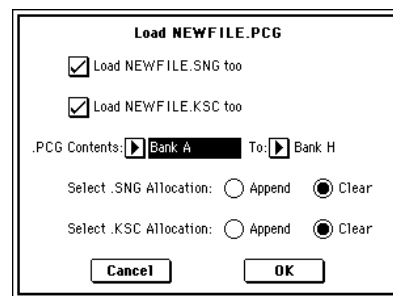 Load NEWFILE.PCG
Load NEWFILE.SNG too
Load NEWFILE.KSC too
.PCG Contents: Bank A To: Bank H
Select .SNG Allocation: Append Clear
Select .KSC Allocation: Append Clear
Cancel OK